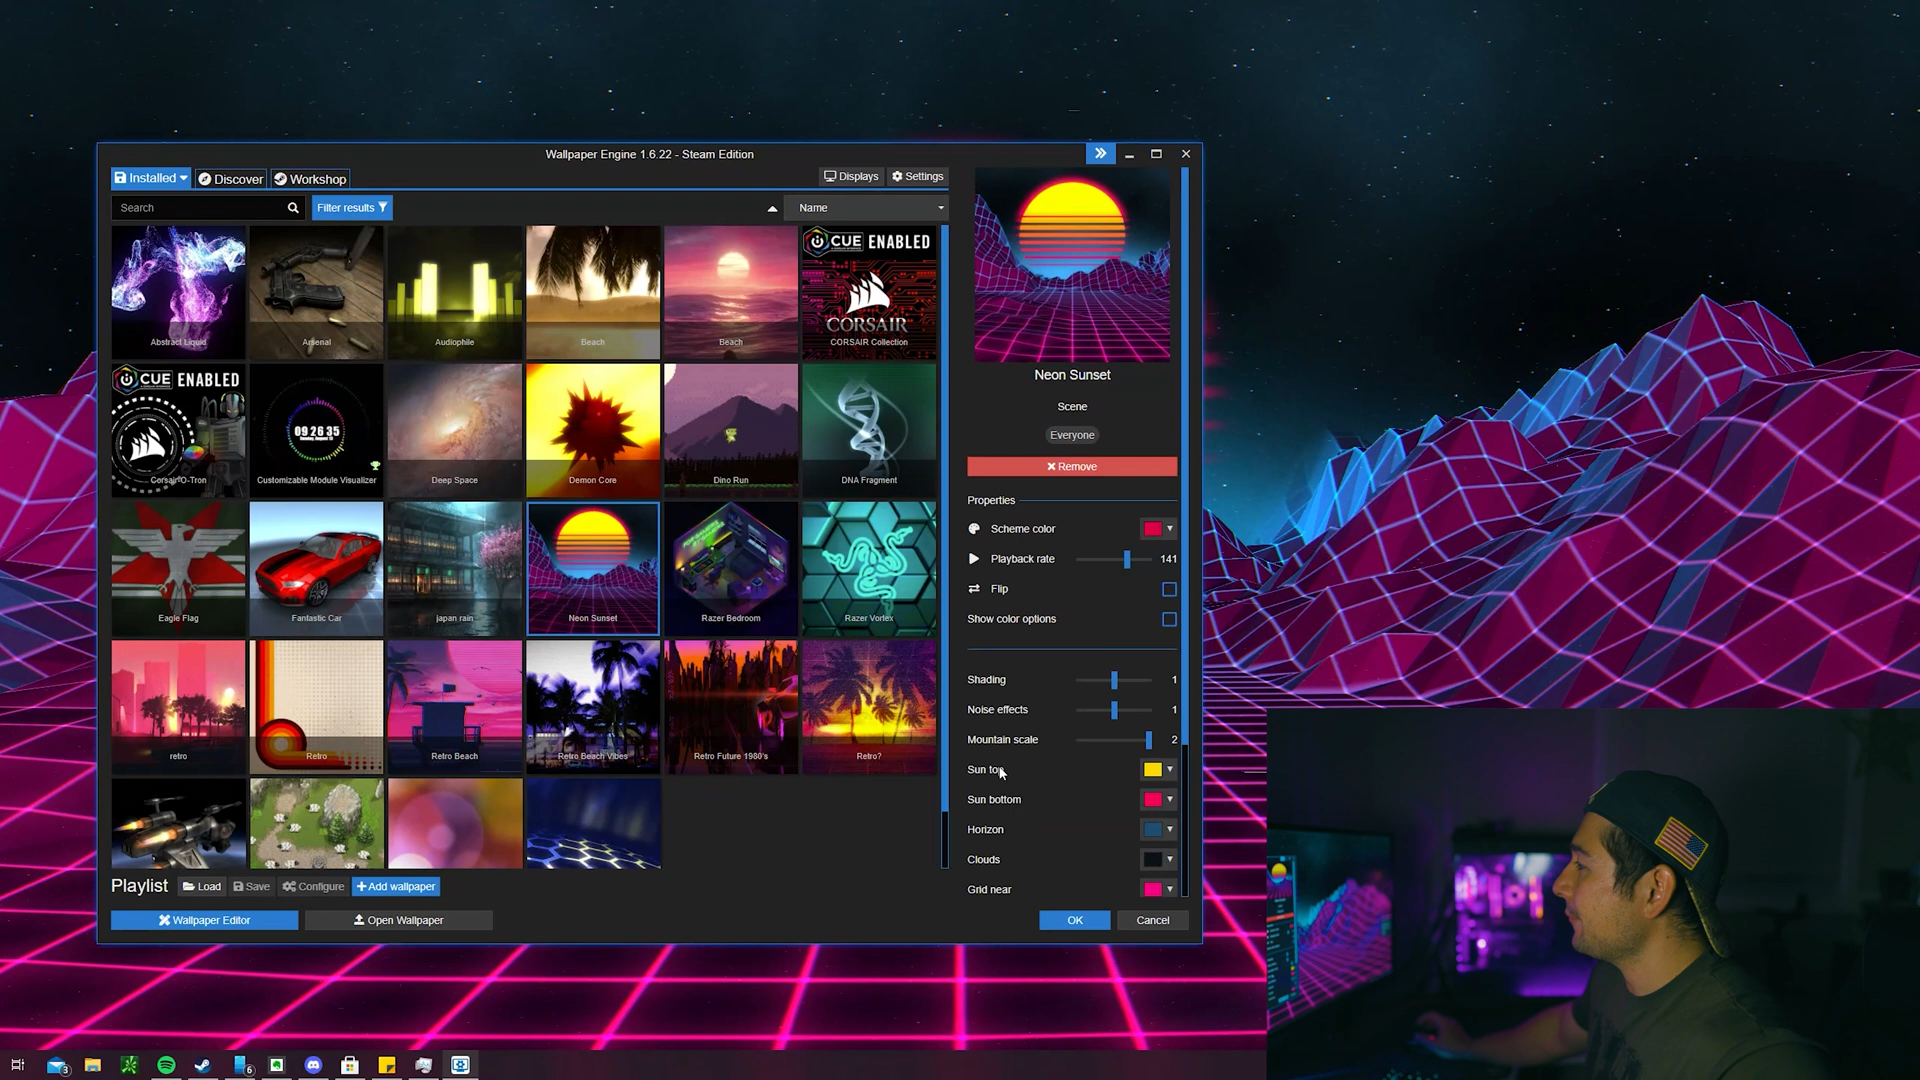 Wallpaper Engine 1.6.22 - Steam Edition
Installed
Discover
Workshop
Displays
Settings
Search
Filter results
Name
Abstract Liquid
Arsenal
Audiophile
Beach
Beach
iCUE ENABLED
CORSAIR
CORSAIR Collection
iCUE ENABLED
Corsair-O-Tron
09 26 35
Customizable Module Visualizer
Deep Space
Demon Core
Dino Run
DNA Fragment
Eagle Flag
Fantastic Car
japan rain
Neon Sunset
Razer Bedroom
Razer Vortex
retro
Retro
Retro Beach
Retro Beach Vibes
Retro Future 1980's
Retro?
Playlist
Load
Save
Configure
Add wallpaper
Wallpaper Editor
Open Wallpaper
Neon Sunset
Scene
Everyone
Remove
Properties
Scheme color
Playback rate 141
Flip
Show color options
Shading 1
Noise effects 1
Mountain scale 2
Sun top
Sun bottom
Horizon
Clouds
Grid near
OK
Cancel
3
6